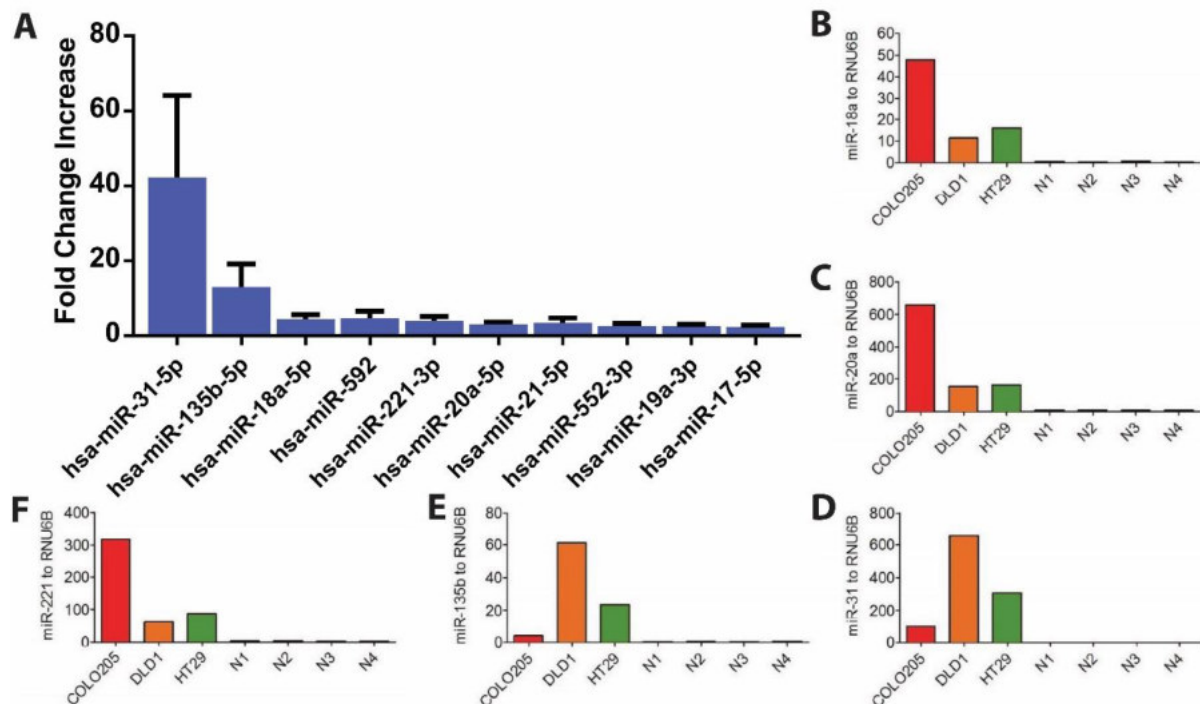 A
Fold Change Increase
80
60
40
20
0
hsa-miR-31-5p
hsa-miR-135b-5p
hsa-miR-18a-5p
hsa-miR-592
hsa-miR-221-3p
hsa-miR-20a-5p
hsa-miR-21-5p
hsa-miR-552-3p
hsa-miR-19a-3p
hsa-miR-17-5p
B
miR-18a to RNU6B
60
50
40
30
20
10
0
COLO205
DLD1
HT29
N1
N2
N3
N4
C
miR-20a to RNU6B
800
600
400
200
0
COLO205
DLD1
HT29
N1
N2
N3
N4
F
miR-221 to RNU6B
400
300
200
100
0
COLO205
DLD1
HT29
N1
N2
N3
N4
E
miR-135b to RNU6B
80
60
40
20
0
COLO205
DLD1
HT29
N1
N2
N3
N4
D
miR-31 to RNU6B
800
600
400
200
0
COLO205
DLD1
HT29
N1
N2
N3
N4